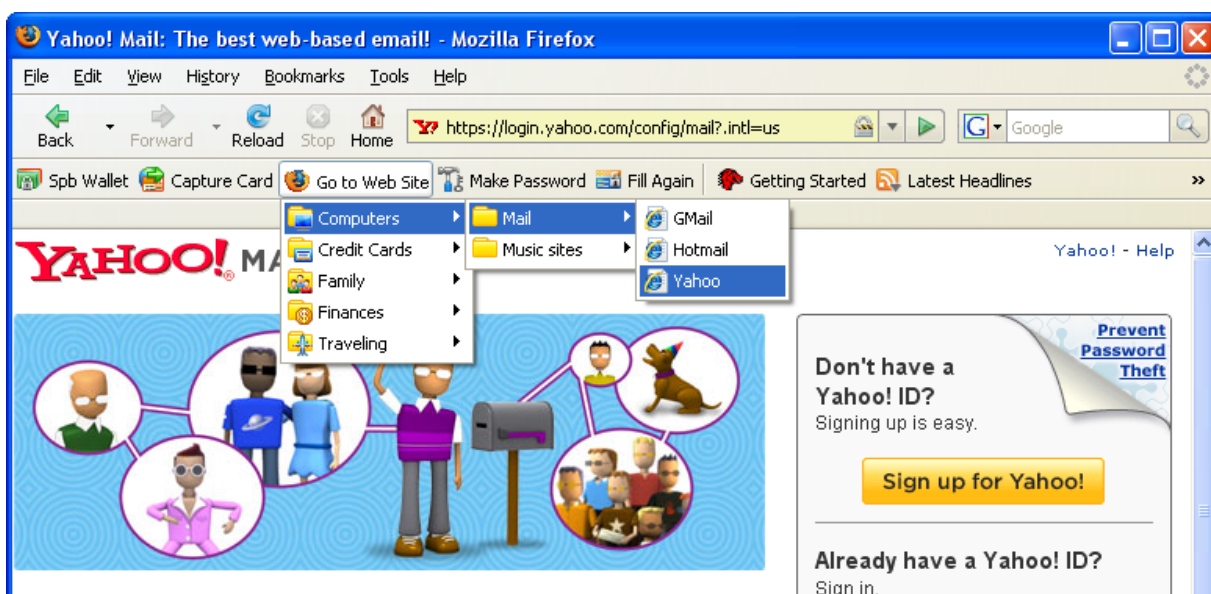 Yahoo! Mail: The best web-based email! - Mozilla Firefox
File Edit View History Bookmarks Tools Help
Back Forward Reload Stop Home https://login.yahoo.com/config/mail?.intl=us Google
Spb Wallet Capture Card Go to Web Site Make Password Fill Again Getting Started Latest Headlines »
Computers Mail GMail
Credit Cards Music sites Hotmail
Family Yahoo
Finances
Traveling
YAHOO!® MA
Yahoo! - Help
Prevent
Password
Theft
Don't have a
Yahoo! ID?
Signing up is easy.
Sign up for Yahoo!
Already have a Yahoo! ID?
Sign in.